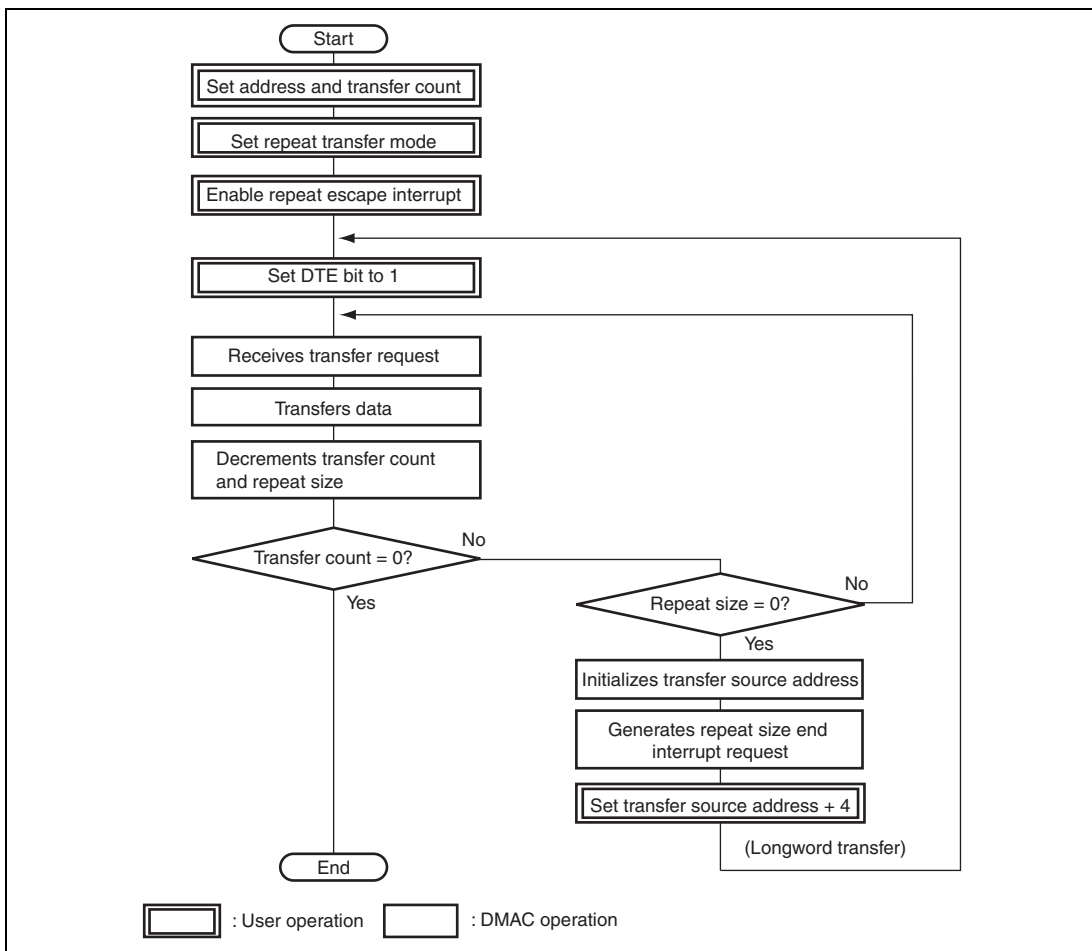 Start
Set address and transfer count
Set repeat transfer mode
Enable repeat escape interrupt
Set DTE bit to 1
Receives transfer request
Transfers data
Decrements transfer count
and repeat size
Transfer count = 0?
No
Yes
Repeat size = 0?
No
Yes
Initializes transfer source address
Generates repeat size end
interrupt request
Set transfer source address + 4
(Longword transfer)
End
: User operation
: DMAC operation